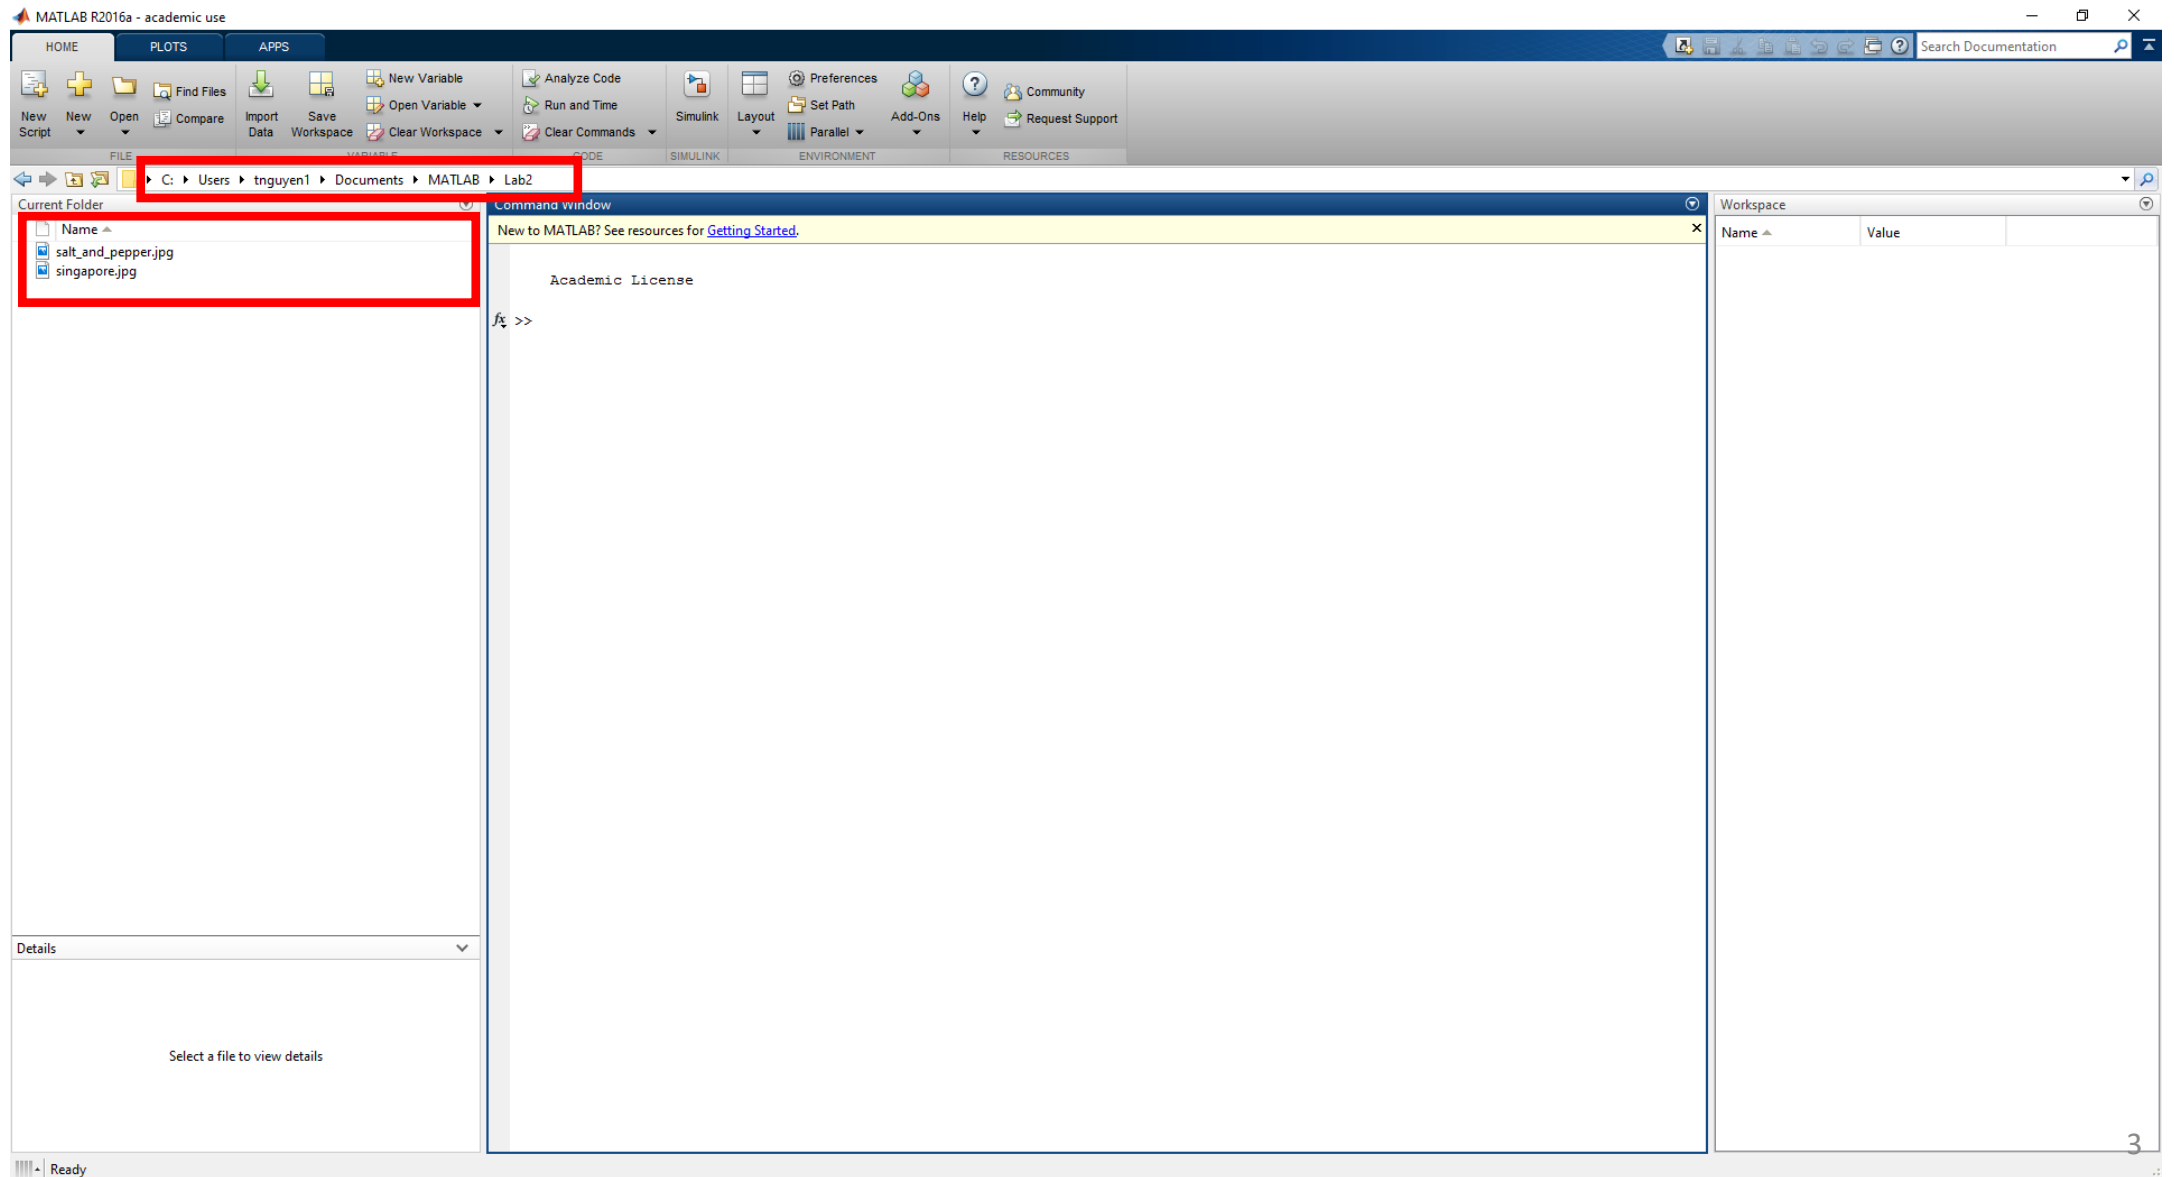 MATLAB R2016a - academic use
HOME PLOTS APPS
Search Documentation
New Script
New
Open
Find Files
Compare
FILE
Import Data
Save Workspace
New Variable
Open Variable
Clear Workspace
VARIABLE
Analyze Code
Run and Time
Clear Commands
CODE
Simulink
SIMULINK
Layout
Preferences
Set Path
Parallel
Add-Ons
ENVIRONMENT
Help
Community
Request Support
RESOURCES
C: Users tnguyen1 Documents MATLAB Lab2
Current Folder
Name
salt_and_pepper.jpg
singapore.jpg
Details
Select a file to view details
Command Window
New to MATLAB? See resources for Getting Started.
Academic License
fx >>
Workspace
Name Value
3
Ready